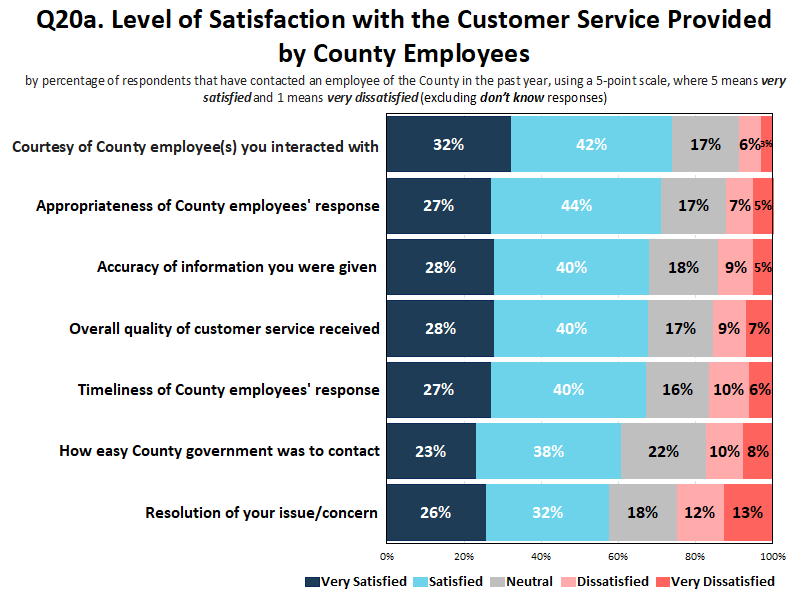 Q20a. Level of Satisfaction with the Customer Service Provided
by County Employees
by percentage of respondents that have contacted an employee of the County in the past year, using a 5-point scale, where 5 means very
satisfied and 1 means very dissatisfied (excluding don't know responses)
Courtesy of County employee(s) you interacted with 32% 42% 17% 6% 3%
Appropriateness of County employees' response 27% 44% 17% 7% 5%
Accuracy of information you were given 28% 40% 18% 9% 5%
Overall quality of customer service received 28% 40% 17% 9% 7%
Timeliness of County employees' response 27% 40% 16% 10% 6%
How easy County government was to contact 23% 38% 22% 10% 8%
Resolution of your issue/concern 26% 32% 18% 12% 13%
0% 20% 40% 60% 80% 100%
Very Satisfied Satisfied Neutral Dissatisfied Very Dissatisfied